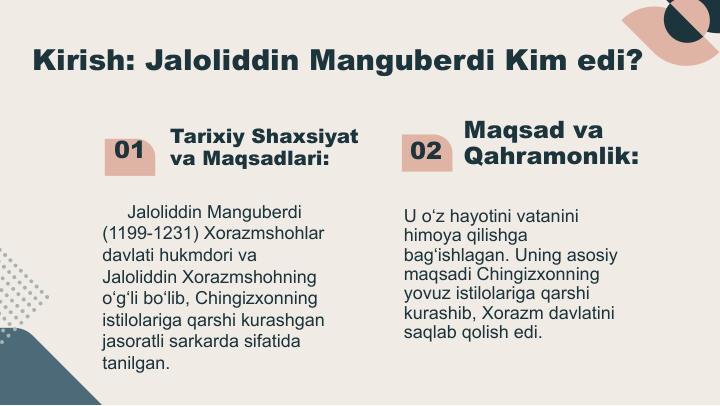 Kirish: Jaloliddin Manguberdi Kim edi?
01
Tarixiy Shaxsiyat
va Maqsadlari:
Jaloliddin Manguberdi
(1199-1231) Xorazmshohlar
davlati hukmdori va
Jaloliddin Xorazmshohning
o‘g‘li bo‘lib, Chingizxonning
istilolariga qarshi kurashgan
jasoratli sarkarda sifatida
tanilgan.
02
Maqsad va
Qahramonlik:
U o‘z hayotini vatanini
himoya qilishga
bag‘ishlagan. Uning asosiy
maqsadi Chingizxonning
yovuz istilolariga qarshi
kurashib, Xorazm davlatini
saqlab qolish edi.